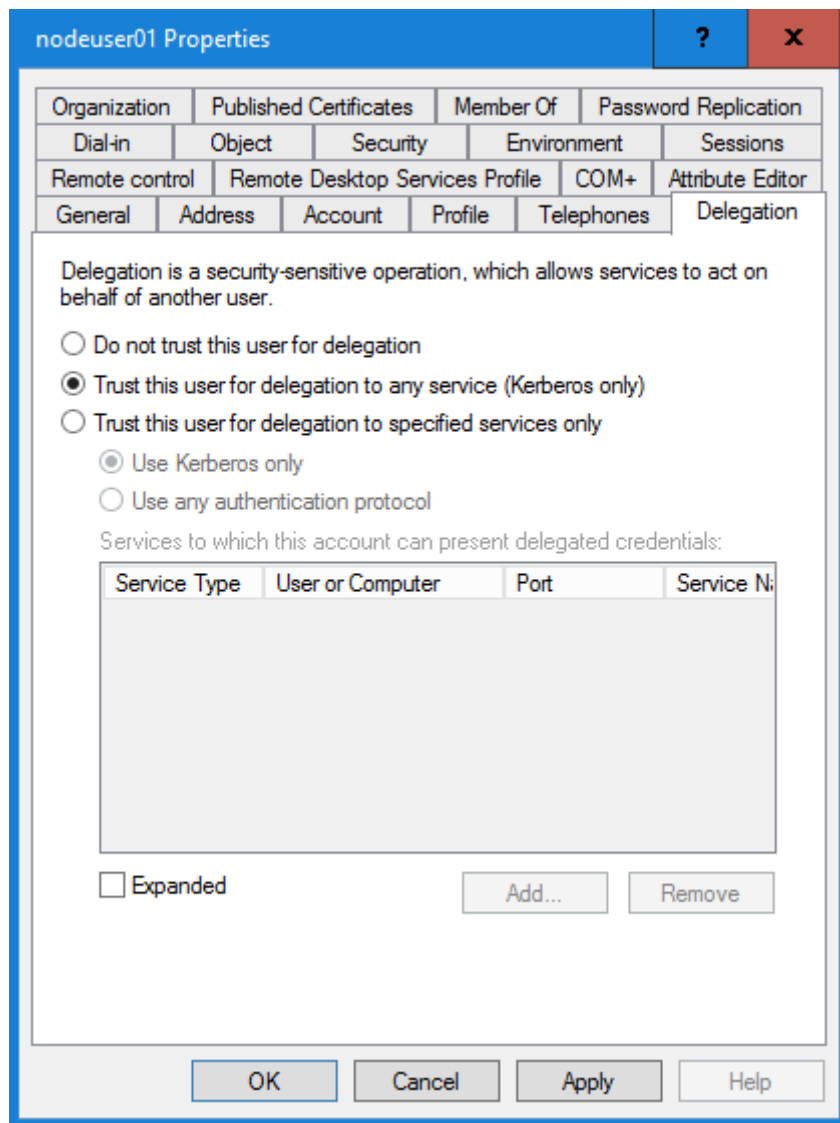 nodeuser01 Properties
?
x
Organization
Published Certificates
Member Of
Password Replication
Dial-in
Object
Security
Environment
Sessions
Remote control
Remote Desktop Services Profile
COM+
Attribute Editor
General
Address
Account
Profile
Telephones
Delegation
Delegation is a security-sensitive operation, which allows services to act on
behalf of another user.
Do not trust this user for delegation
Trust this user for delegation to any service (Kerberos only)
Trust this user for delegation to specified services only
Use Kerberos only
Use any authentication protocol
Services to which this account can present delegated credentials:
Service Type
User or Computer
Port
Service Na
Expanded
Add...
Remove
OK
Cancel
Apply
Help